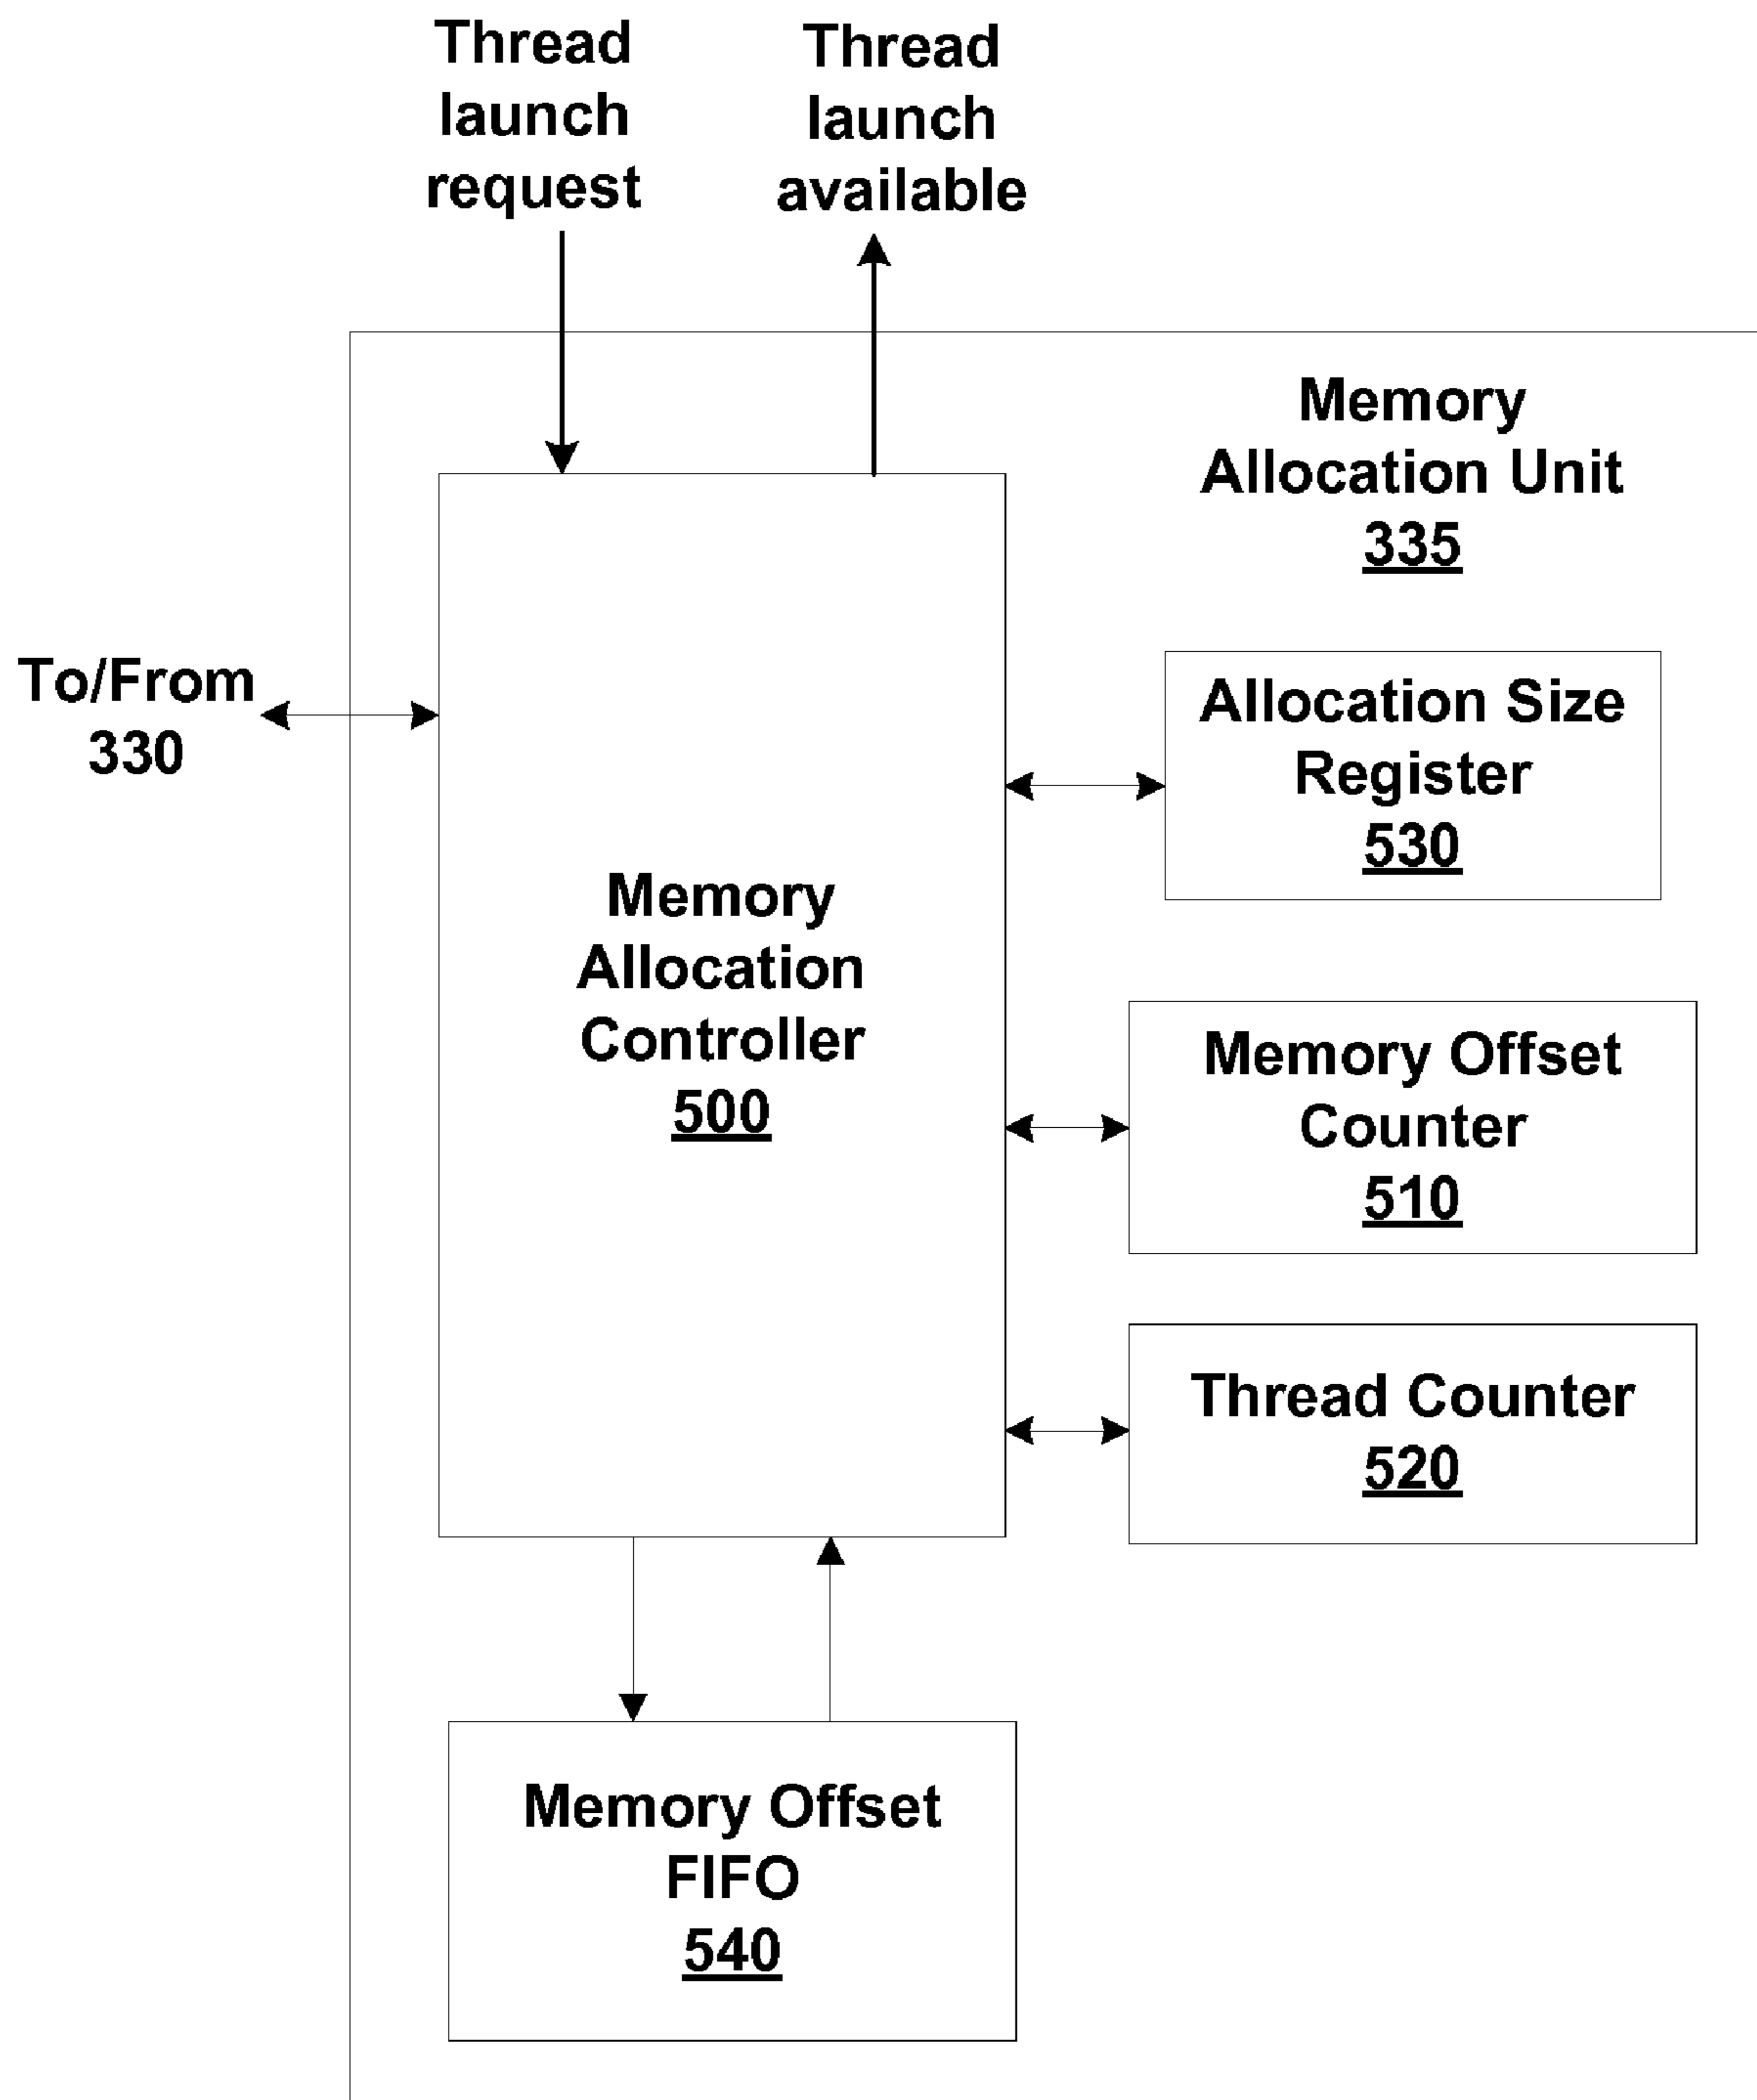 Thread
launch
request
Thread
launch
available
Memory
Allocation Unit
335
To/From
330
Allocation Size
Register
530
Memory
Allocation
Controller
500
Memory Offset
Counter
510
Thread Counter
520
Memory Offset
FIFO
540